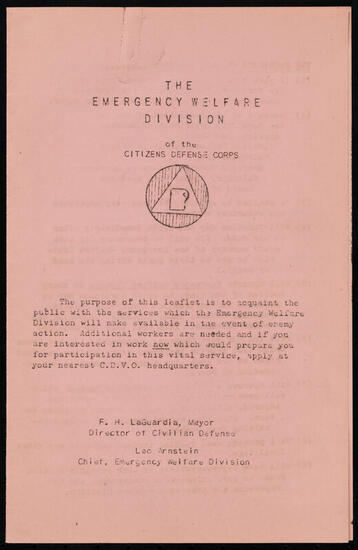 THE
EMERGENCY WELFARE
DIVISION
of the
CITIZENS DEFENSE CORPS
The purpose of this leaflet is to acquaint the
public with the services which the Emergency Welfare
Division will make available in the event of enemy
action. Additional workers are needed and if you
are interested in work now which would prepare you
for participation in this vital service, apply at
your nearest C.D.V.O. headquarters.
F. H. LaGuardia, Mayor
Director of Civilian Defense
Leo Arnstein
Chief, Emergency Welfare Division